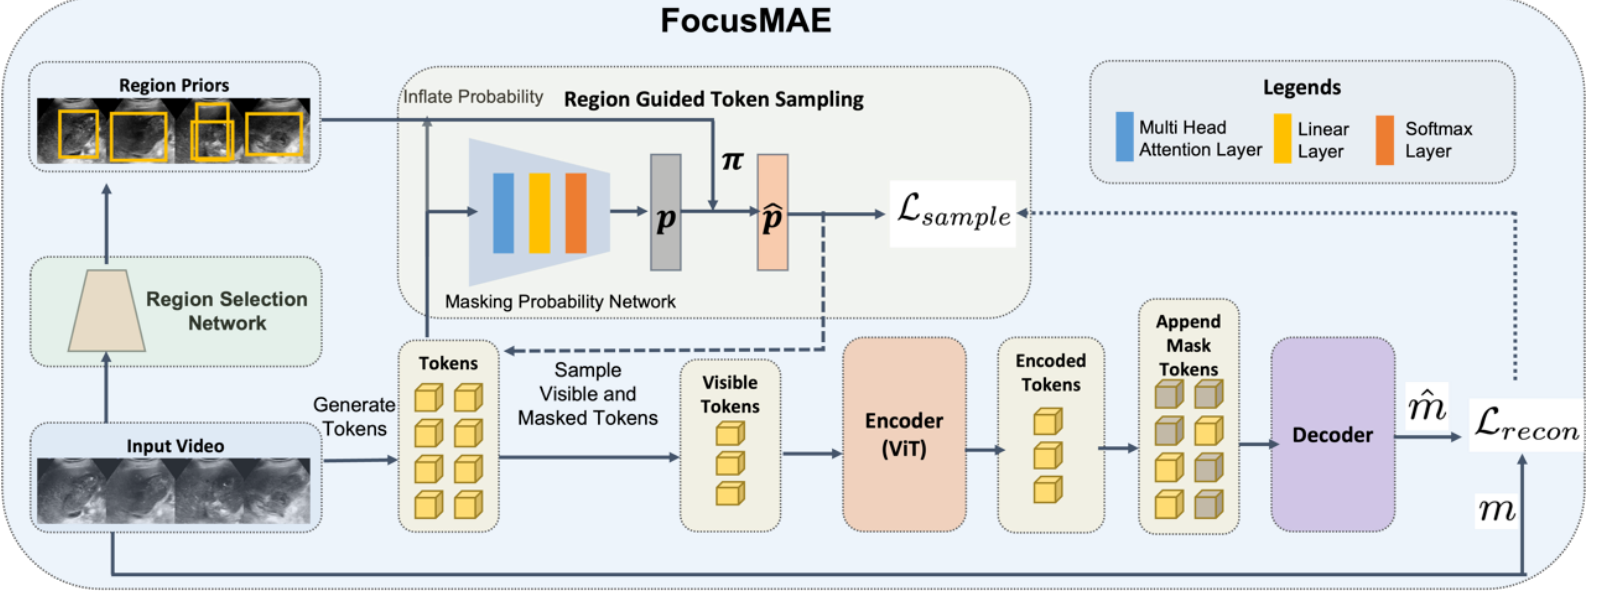 FocusMAE
Region Priors
Inflate Probability
Region Guided Token Sampling
Legends
Multi Head
Attention Layer
Linear
Layer
Softmax
Layer
π
p
p̂
ℒsample
Masking Probability Network
Region Selection
Network
Input Video
Generate
Tokens
Tokens
Sample
Visible and
Masked Tokens
Visible
Tokens
Encoder
(ViT)
Encoded
Tokens
Append
Mask
Tokens
Decoder
m̂
ℒrecon
m